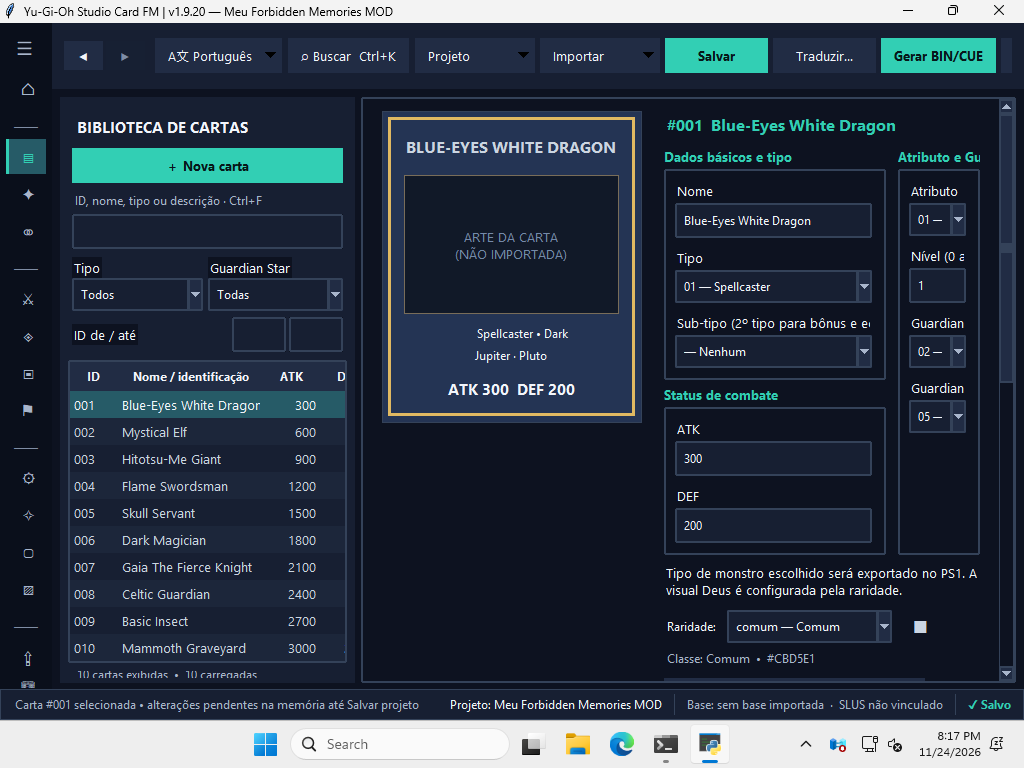 Yu-Gi-Oh Studio Card FM | v1.9.20 — Meu Forbidden Memories MOD
A文 Português
Buscar Ctrl+K
Projeto
Importar
Salvar
Traduzir...
Gerar BIN/CUE
BIBLIOTECA DE CARTAS
+ Nova carta
ID, nome, tipo ou descrição · Ctrl+F
Tipo
Guardian Star
Todos
Todas
ID de / até
ID Nome / identificação ATK D
001 Blue-Eyes White Dragor 300
002 Mystical Elf 600
003 Hitotsu-Me Giant 900
004 Flame Swordsman 1200
005 Skull Servant 1500
006 Dark Magician 1800
007 Gaia The Fierce Knight 2100
008 Celtic Guardian 2400
009 Basic Insect 2700
010 Mammoth Graveyard 3000
10 cartas exibidas • 10 carregadas
BLUE-EYES WHITE DRAGON
ARTE DA CARTA
(NÃO IMPORTADA)
Spellcaster • Dark
Jupiter · Pluto
ATK 300 DEF 200
#001 Blue-Eyes White Dragon
Dados básicos e tipo
Nome
Blue-Eyes White Dragon
Tipo
01 — Spellcaster
Sub-tipo (2º tipo para bônus e e
— Nenhum
Status de combate
ATK
300
DEF
200
Atributo e Gu
Atributo
01 —
Nível (0 a
1
Guardian
02 —
Guardian
05 —
Tipo de monstro escolhido será exportado no PS1. A
visual Deus é configurada pela raridade.
Raridade:
comum — Comum
Classe: Comum • #CBD5E1
Carta #001 selecionada • alterações pendentes na memória até Salvar projeto
Projeto: Meu Forbidden Memories MOD
Base: sem base importada · SLUS não vinculado
✓ Salvo
Search
8:17 PM
11/24/2026